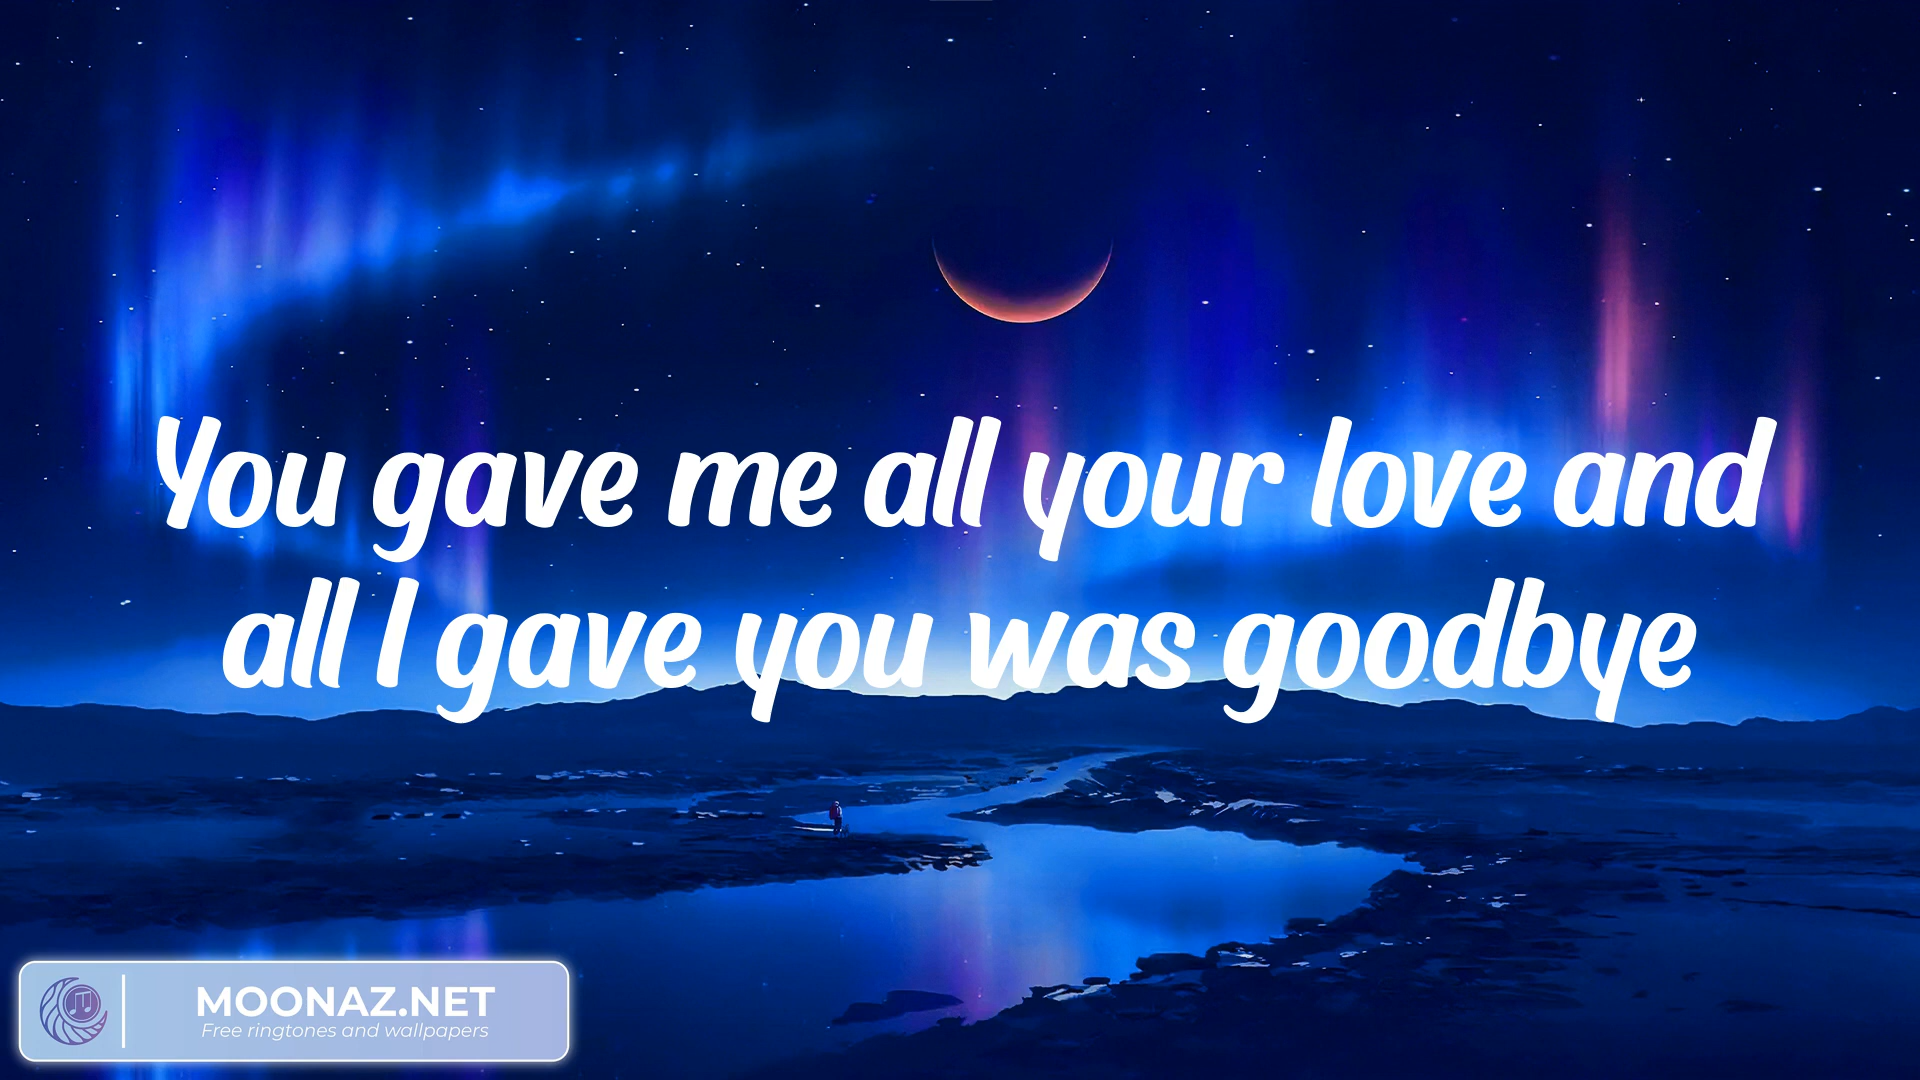 You gave me all your love and
all I gave you was goodbye
MOONAZ.NET
Free ringtones and wallpapers